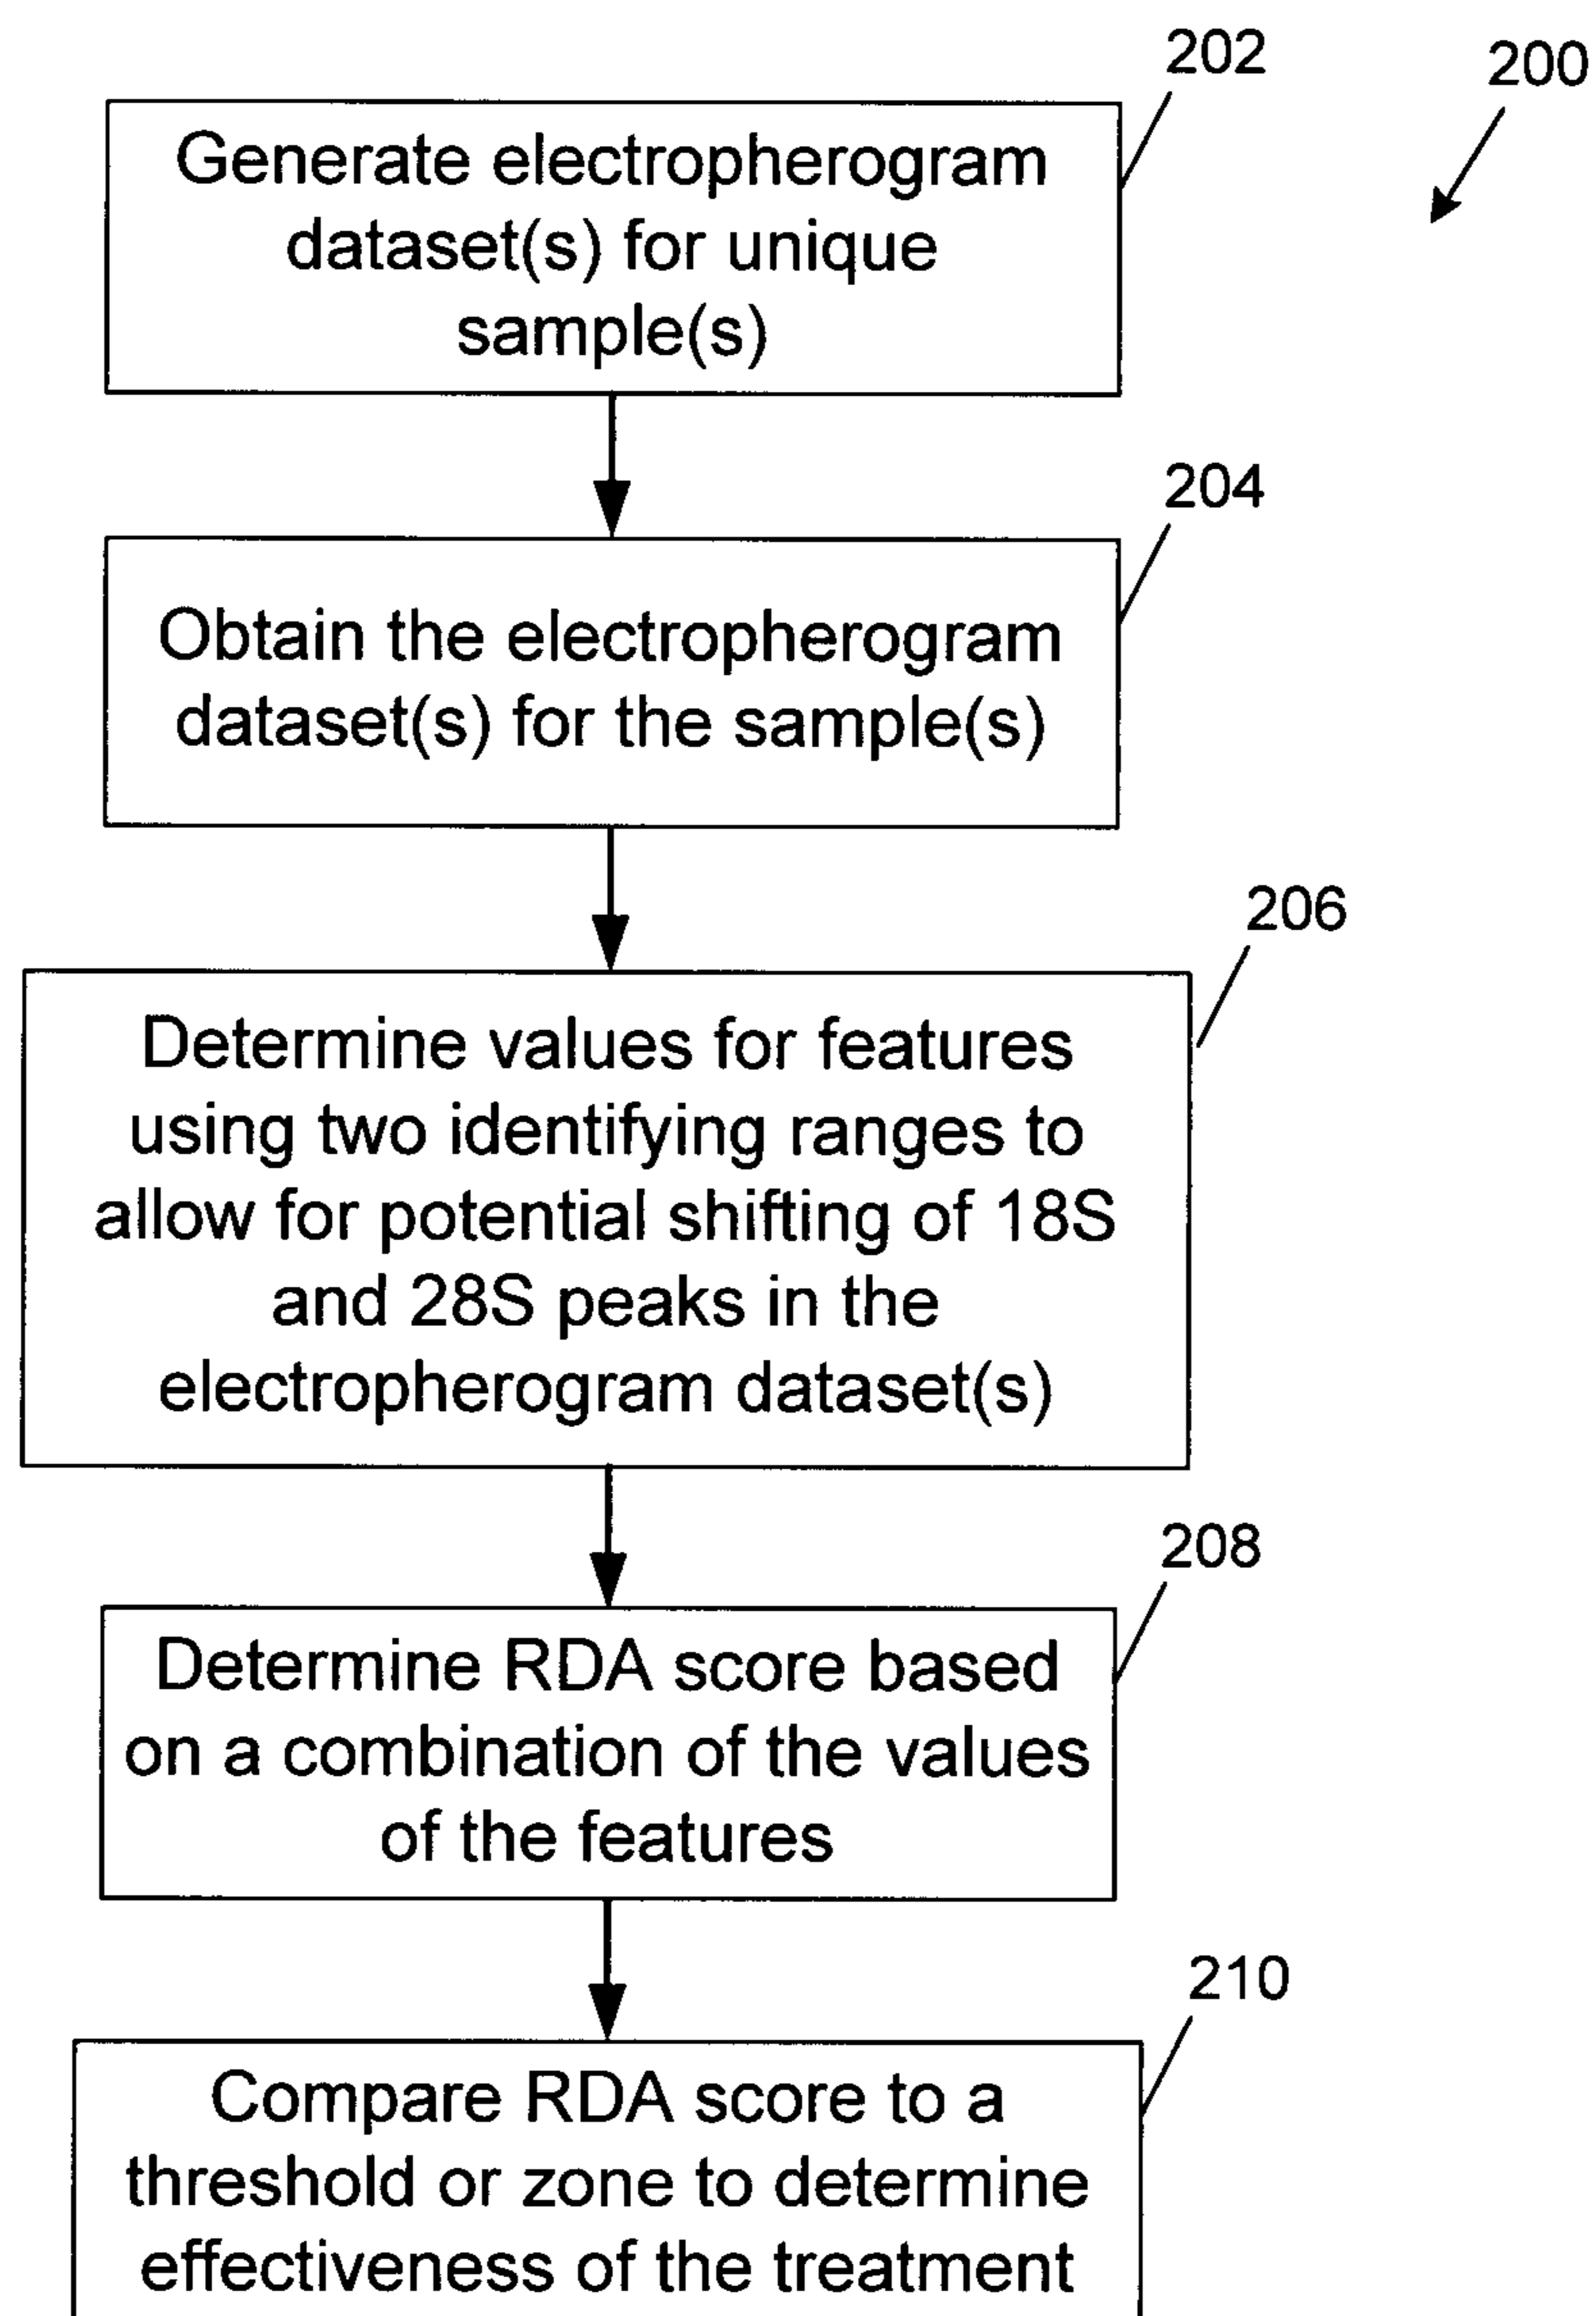 202
200
Generate electropherogram
dataset(s) for unique
sample(s)
204
Obtain the electropherogram
dataset(s) for the sample(s)
206
Determine values for features
using two identifying ranges to
allow for potential shifting of 18S
and 28S peaks in the
electropherogram dataset(s)
208
Determine RDA score based
on a combination of the values
of the features
210
Compare RDA score to a
threshold or zone to determine
effectiveness of the treatment